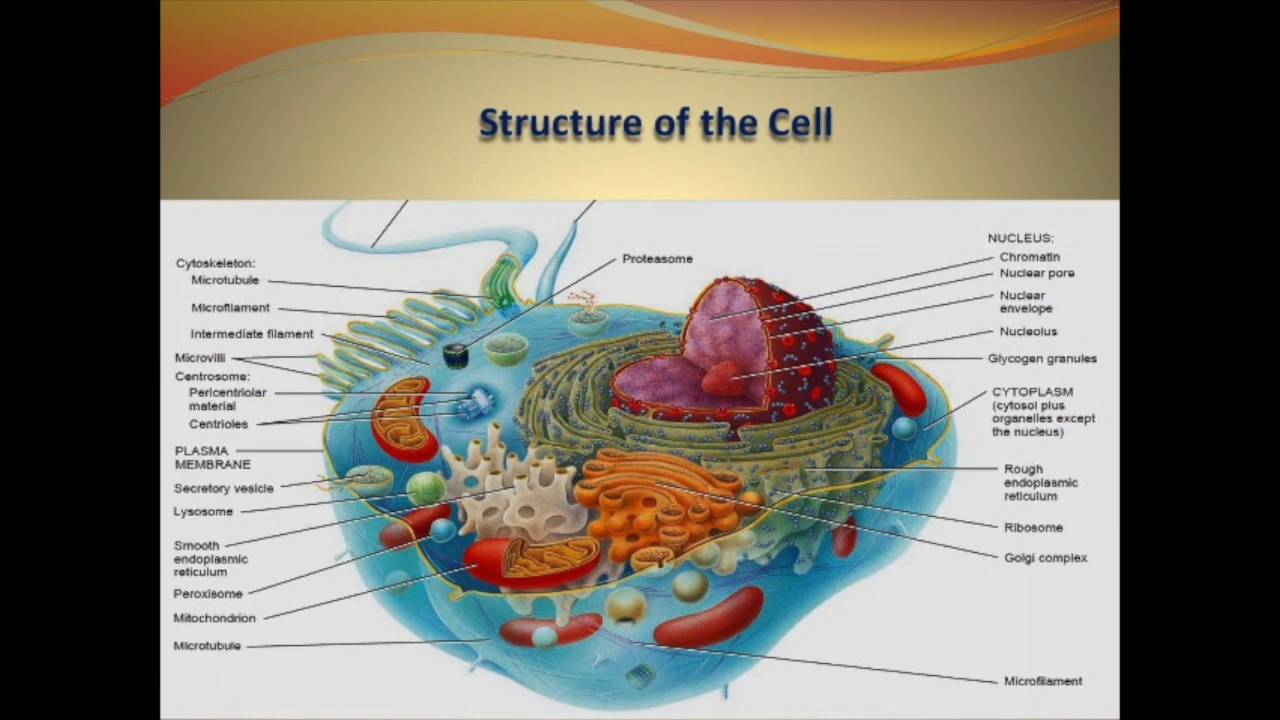 Structure of the Cell
Cytoskeleton:
Microtubule
Microfilament
Intermediate filament
Microvilli
Centrosome:
Pericentriolar
material
Centrioles
PLASMA
MEMBRANE
Secretory vesicle
Lysosome
Smooth
endoplasmic
reticulum
Peroxisome
Mitochondrion
Microtubule
Proteasome
NUCLEUS:
Chromatin
Nuclear pore
Nuclear
envelope
Nucleolus
Glycogen granules
CYTOPLASM
(cytosol plus
organelles except
the nucleus)
Rough
endoplasmic
reticulum
Ribosome
Golgi complex
Microfilament